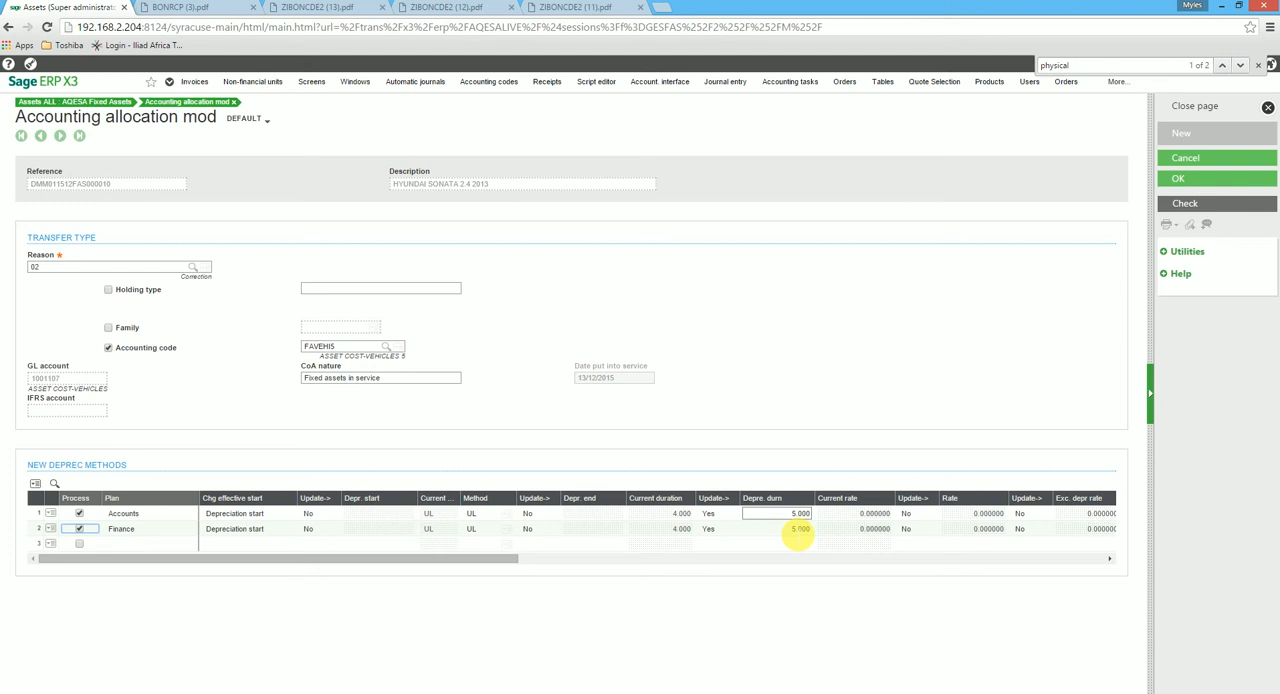 Assets (Super administrat
BONRCP (3).pdf
ZIBONCDE2 (13).pdf
ZIBONCDE2 (12).pdf
ZIBONCDE2 (11).pdf
Myles
192.168.2.204:8124/syracuse-main/html/main.html?url=%2Ftrans%2Fx3%2Ferp%2FAQESALIVE%2F%24sessions%3Ff%3DGESFAS%252F2%252F%252FM%252F
Apps
Toshiba
Login - Iliad Africa T...
physical
1 of 2
Sage ERP X3
Invoices
Non-financial units
Screens
Windows
Automatic journals
Accounting codes
Receipts
Script editor
Account. interface
Journal entry
Accounting tasks
Orders
Tables
Quote Selection
Products
Users
Orders
More...
Assets ALL : AQESA Fixed Assets
Accounting allocation mod
Accounting allocation mod
DEFAULT
Close page
New
Cancel
OK
Check
Utilities
Help
Reference
Description
DMM011512FAS000010
HYUNDAI SONATA 2.4 2013
TRANSFER TYPE
Reason
02
Correction
Holding type
Family
Accounting code
FAVEHI5
ASSET COST-VEHICLES 5
GL account
CoA nature
Date put into service
1001107
Fixed assets in service
13/12/2015
ASSET COST-VEHICLES
IFRS account
NEW DEPREC METHODS
Process Plan Chg effective start Update-> Depr. start Current ... Method Update-> Depr. end Current duration Update-> Depre. durn Current rate Update-> Rate Update-> Exc. depr rate
1 Accounts Depreciation start No UL UL No 4.000 Yes 5.000 0.000000 No 0.000000 No 0.000000
2 Finance Depreciation start No UL UL No 4.000 Yes 5.000 0.000000 No 0.000000 No 0.000000
3